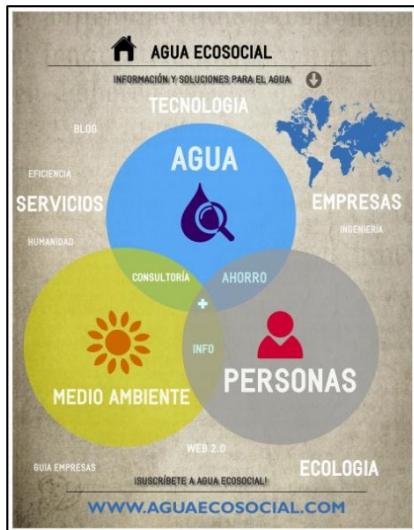 AGUA ECOSOCIAL
INFORMACIÓN Y SOLUCIONES PARA EL AGUA
TECNOLOGIA
BLOG
AGUA
EFICIENCIA
SERVICIOS
EMPRESAS
INGENIERIA
HUMANIDAD
CONSULTORÍA
AHORRO
+
INFO
MEDIO AMBIENTE
PERSONAS
WEB 2.0
GUIA EMPRESAS
ECOLOGIA
¡SUSCRÍBETE A AGUA ECOSOCIAL!
WWW.AGUAECOSOCIAL.COM